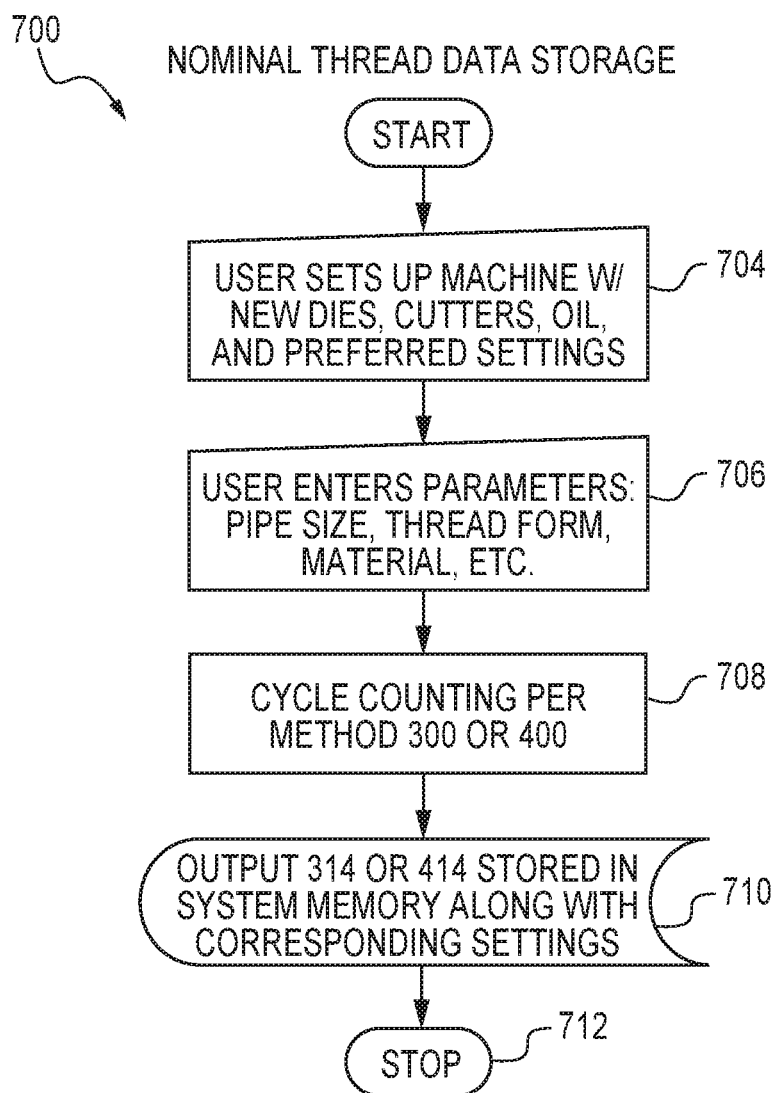 700
NOMINAL THREAD DATA STORAGE
START
USER SETS UP MACHINE W/
NEW DIES, CUTTERS, OIL,
AND PREFERRED SETTINGS
704
USER ENTERS PARAMETERS:
PIPE SIZE, THREAD FORM,
MATERIAL, ETC.
706
CYCLE COUNTING PER
METHOD 300 OR 400
708
OUTPUT 314 OR 414 STORED IN
SYSTEM MEMORY ALONG WITH
CORRESPONDING SETTINGS
710
STOP
712